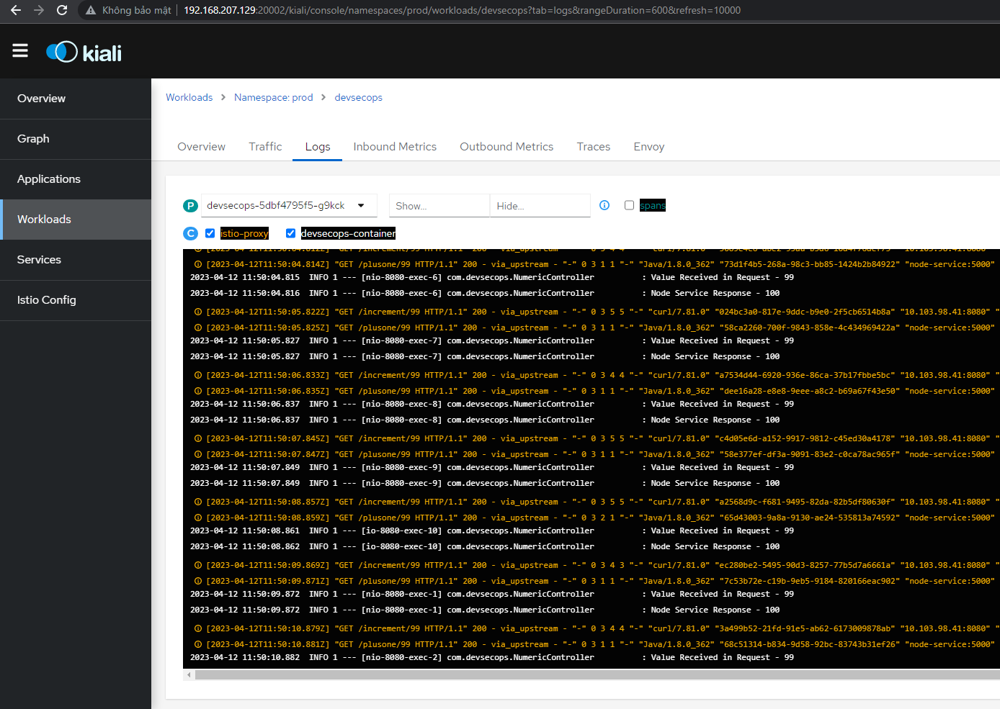 Không bảo mật 192.168.207.129:20002/kiali/console/namespaces/prod/workloads/devsecops?tab=logs&rangeDuration=600&refresh=10000
kiali
Overview
Graph
Applications
Workloads
Services
Istio Config
Workloads > Namespace: prod > devsecops
Overview Traffic Logs Inbound Metrics Outbound Metrics Traces Envoy
P devsecops-5dbf4795f5-g9kck Show... Hide... spans
C istio-proxy devsecops-container
[2023-04-12T11:50:04.814Z] "GET /plusone/99 HTTP/1.1" 200 - via_upstream - "-" 0 3 1 1 "-" "Java/1.8.0_362" "73d1f4b5-268a-98c3-bb85-1424b2b84922" "node-service:5000"
2023-04-12 11:50:04.815 INFO 1 --- [nio-8080-exec-6] com.devsecops.NumericController : Value Received in Request - 99
2023-04-12 11:50:04.816 INFO 1 --- [nio-8080-exec-6] com.devsecops.NumericController : Node Service Response - 100
[2023-04-12T11:50:05.822Z] "GET /increment/99 HTTP/1.1" 200 - via_upstream - "-" 0 3 5 5 "-" "curl/7.81.0" "024bc3a0-817e-9ddc-b9e0-2f5cb6514b8a" "10.103.98.41:8080" "
[2023-04-12T11:50:05.825Z] "GET /plusone/99 HTTP/1.1" 200 - via_upstream - "-" 0 3 1 1 "-" "Java/1.8.0_362" "58ca2260-700f-9843-858e-4c434969422a" "node-service:5000"
2023-04-12 11:50:05.827 INFO 1 --- [nio-8080-exec-7] com.devsecops.NumericController : Value Received in Request - 99
2023-04-12 11:50:05.827 INFO 1 --- [nio-8080-exec-7] com.devsecops.NumericController : Node Service Response - 100
[2023-04-12T11:50:06.833Z] "GET /increment/99 HTTP/1.1" 200 - via_upstream - "-" 0 3 4 4 "-" "curl/7.81.0" "a7534d44-6920-936e-86ca-37b17fbbe5bc" "10.103.98.41:8080" "
[2023-04-12T11:50:06.835Z] "GET /plusone/99 HTTP/1.1" 200 - via_upstream - "-" 0 3 1 1 "-" "Java/1.8.0_362" "dee16a28-e8e8-9eee-a8c2-b69a67f43e50" "node-service:5000"
2023-04-12 11:50:06.837 INFO 1 --- [nio-8080-exec-8] com.devsecops.NumericController : Value Received in Request - 99
2023-04-12 11:50:06.837 INFO 1 --- [nio-8080-exec-8] com.devsecops.NumericController : Node Service Response - 100
[2023-04-12T11:50:07.845Z] "GET /increment/99 HTTP/1.1" 200 - via_upstream - "-" 0 3 5 5 "-" "curl/7.81.0" "c4d05e6d-a152-9917-9812-c45ed30a4178" "10.103.98.41:8080" "
[2023-04-12T11:50:07.847Z] "GET /plusone/99 HTTP/1.1" 200 - via_upstream - "-" 0 3 1 1 "-" "Java/1.8.0_362" "58e377ef-df3a-9091-83e2-c0ca78ac965f" "node-service:5000"
2023-04-12 11:50:07.849 INFO 1 --- [nio-8080-exec-9] com.devsecops.NumericController : Value Received in Request - 99
2023-04-12 11:50:07.849 INFO 1 --- [nio-8080-exec-9] com.devsecops.NumericController : Node Service Response - 100
[2023-04-12T11:50:08.857Z] "GET /increment/99 HTTP/1.1" 200 - via_upstream - "-" 0 3 5 5 "-" "curl/7.81.0" "a2568d9c-f681-9495-82da-82b5df80630f" "10.103.98.41:8080" "
[2023-04-12T11:50:08.859Z] "GET /plusone/99 HTTP/1.1" 200 - via_upstream - "-" 0 3 2 1 "-" "Java/1.8.0_362" "65d43003-9a8a-9130-ae24-535813a74592" "node-service:5000"
2023-04-12 11:50:08.861 INFO 1 --- [io-8080-exec-10] com.devsecops.NumericController : Value Received in Request - 99
2023-04-12 11:50:08.862 INFO 1 --- [io-8080-exec-10] com.devsecops.NumericController : Node Service Response - 100
[2023-04-12T11:50:09.869Z] "GET /increment/99 HTTP/1.1" 200 - via_upstream - "-" 0 3 4 3 "-" "curl/7.81.0" "ec280be2-5495-90d3-8257-77b5d7a6661a" "10.103.98.41:8080" "
[2023-04-12T11:50:09.871Z] "GET /plusone/99 HTTP/1.1" 200 - via_upstream - "-" 0 3 1 1 "-" "Java/1.8.0_362" "7c53b72e-c19b-9eb5-9184-820166eac902" "node-service:5000"
2023-04-12 11:50:09.872 INFO 1 --- [nio-8080-exec-1] com.devsecops.NumericController : Value Received in Request - 99
2023-04-12 11:50:09.872 INFO 1 --- [nio-8080-exec-1] com.devsecops.NumericController : Node Service Response - 100
[2023-04-12T11:50:10.879Z] "GET /increment/99 HTTP/1.1" 200 - via_upstream - "-" 0 3 4 4 "-" "curl/7.81.0" "3a499b52-21fd-91e5-ab62-6173009878ab" "10.103.98.41:8080" "
[2023-04-12T11:50:10.881Z] "GET /plusone/99 HTTP/1.1" 200 - via_upstream - "-" 0 3 1 1 "-" "Java/1.8.0_362" "68c51314-b834-9d58-92bc-83743b31ef26" "node-service:5000"
2023-04-12 11:50:10.882 INFO 1 --- [nio-8080-exec-2] com.devsecops.NumericController : Value Received in Request - 99